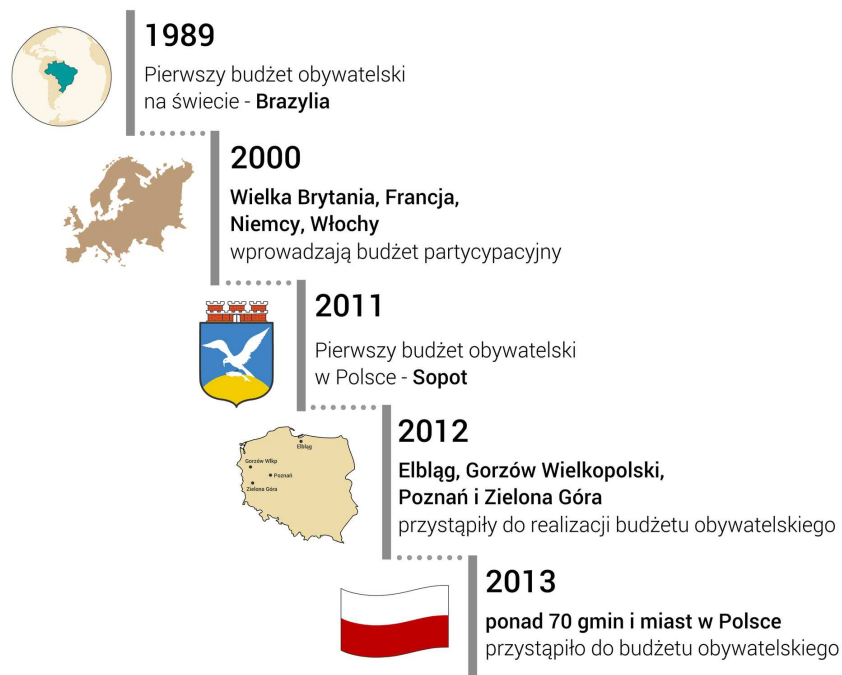 1989
Pierwszy budżet obywatelski
na świecie - Brazylia
2000
Wielka Brytania, Francja,
Niemcy, Włochy
wprowadzają budżet partycypacyjny
2011
Pierwszy budżet obywatelski
w Polsce - Sopot
2012
Elbląg, Gorzów Wielkopolski,
Poznań i Zielona Góra
przystąpiły do realizacji budżetu obywatelskiego
Elbląg
Gorzów Wlkp
Poznań
Zielona Góra
2013
ponad 70 gmin i miast w Polsce
przystąpiło do budżetu obywatelskiego